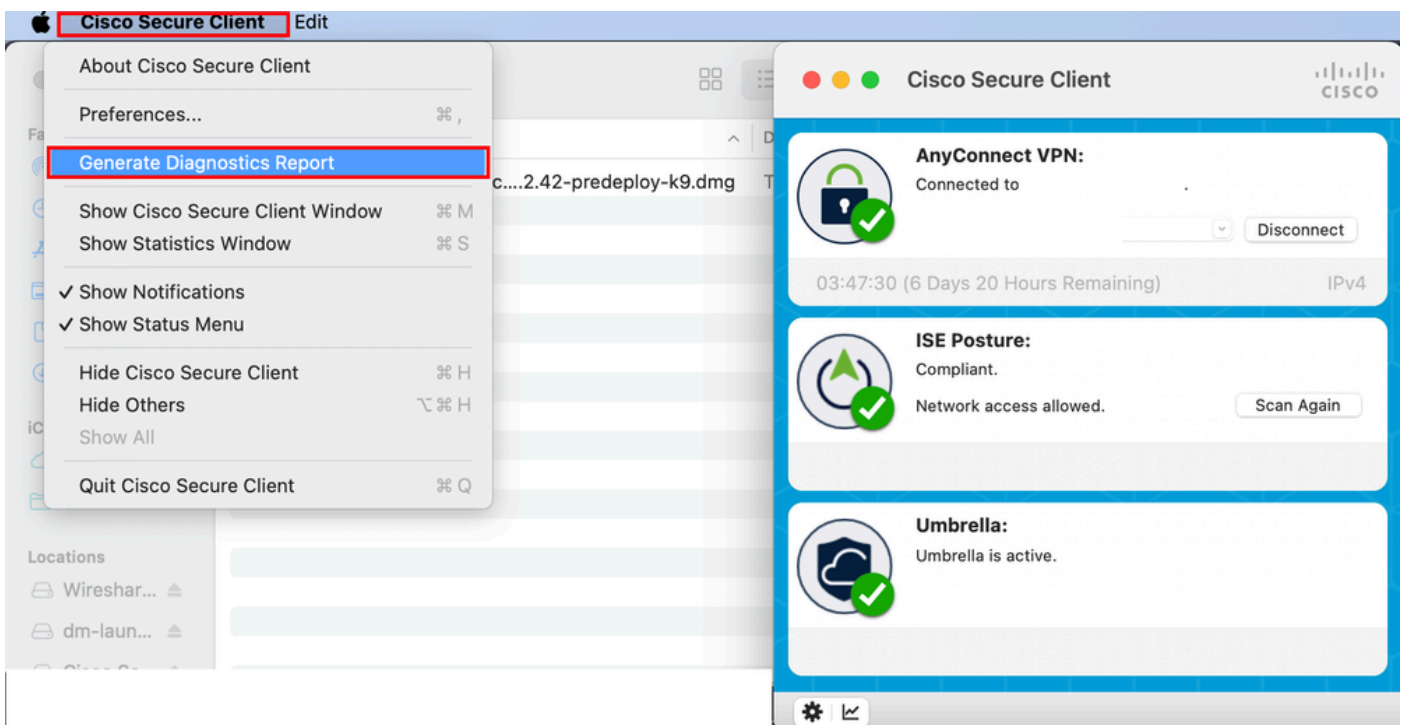 Cisco Secure Client Edit
About Cisco Secure Client
Preferences... ⌘ ,
Generate Diagnostics Report
Show Cisco Secure Client Window ⌘ M
Show Statistics Window ⌘ S
✓ Show Notifications
✓ Show Status Menu
Hide Cisco Secure Client ⌘ H
Hide Others ⌥ ⌘ H
Show All
Quit Cisco Secure Client ⌘ Q
Fa
iC
Locations
Wireshar...
dm-laun...
D
c....2.42-predeploy-k9.dmg T
Cisco Secure Client
CISCO
AnyConnect VPN:
Connected to .
Disconnect
03:47:30 (6 Days 20 Hours Remaining) IPv4
ISE Posture:
Compliant.
Network access allowed. Scan Again
Umbrella:
Umbrella is active.